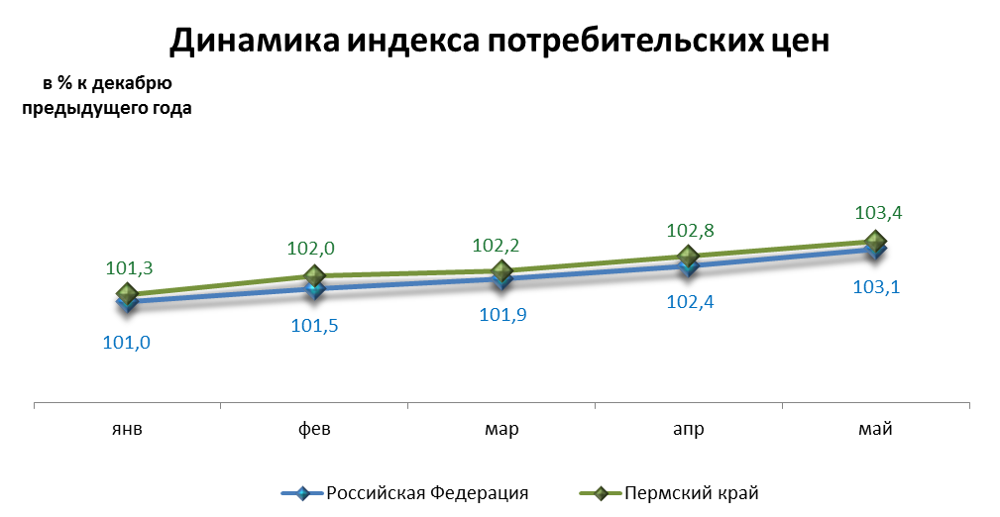 Динамика индекса потребительских цен
в % к декабрю
предыдущего года
103,4
102,8
102,2
102,0
101,3
103,1
102,4
101,9
101,5
101,0
янв фев мар апр май
Российская Федерация Пермский край